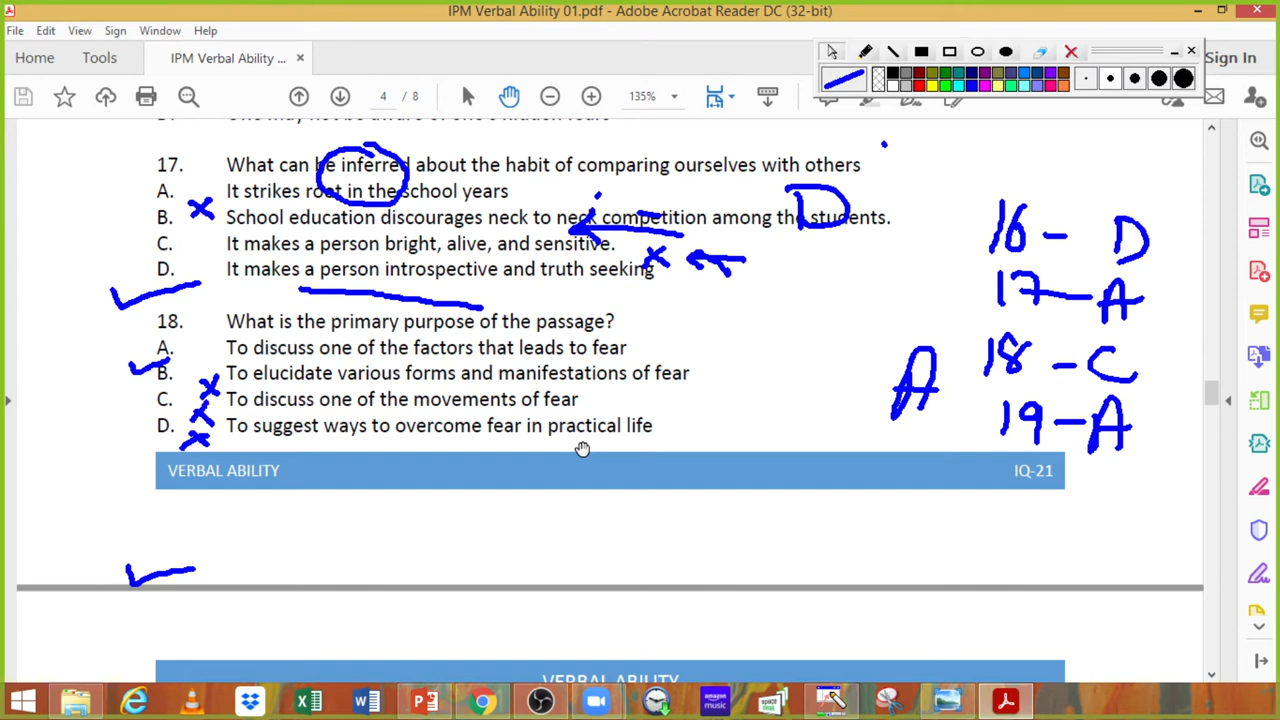 IPM Verbal Ability 01.pdf - Adobe Acrobat Reader DC (32-bit)
File Edit View Sign Window Help
Home Tools IPM Verbal Ability ... × Sign In
4 / 8 135%
17. What can be inferred about the habit of comparing ourselves with others
A. It strikes root in the school years
B. School education discourages neck to neck competition among the students.
C. It makes a person bright, alive, and sensitive.
D. It makes a person introspective and truth seeking
D
16 - D
17 - A
18 - C
19 - A
A
18. What is the primary purpose of the passage?
A. To discuss one of the factors that leads to fear
B. To elucidate various forms and manifestations of fear
C. To discuss one of the movements of fear
D. To suggest ways to overcome fear in practical life
VERBAL ABILITY IQ-21
VERBAL ABILITY
amazon music